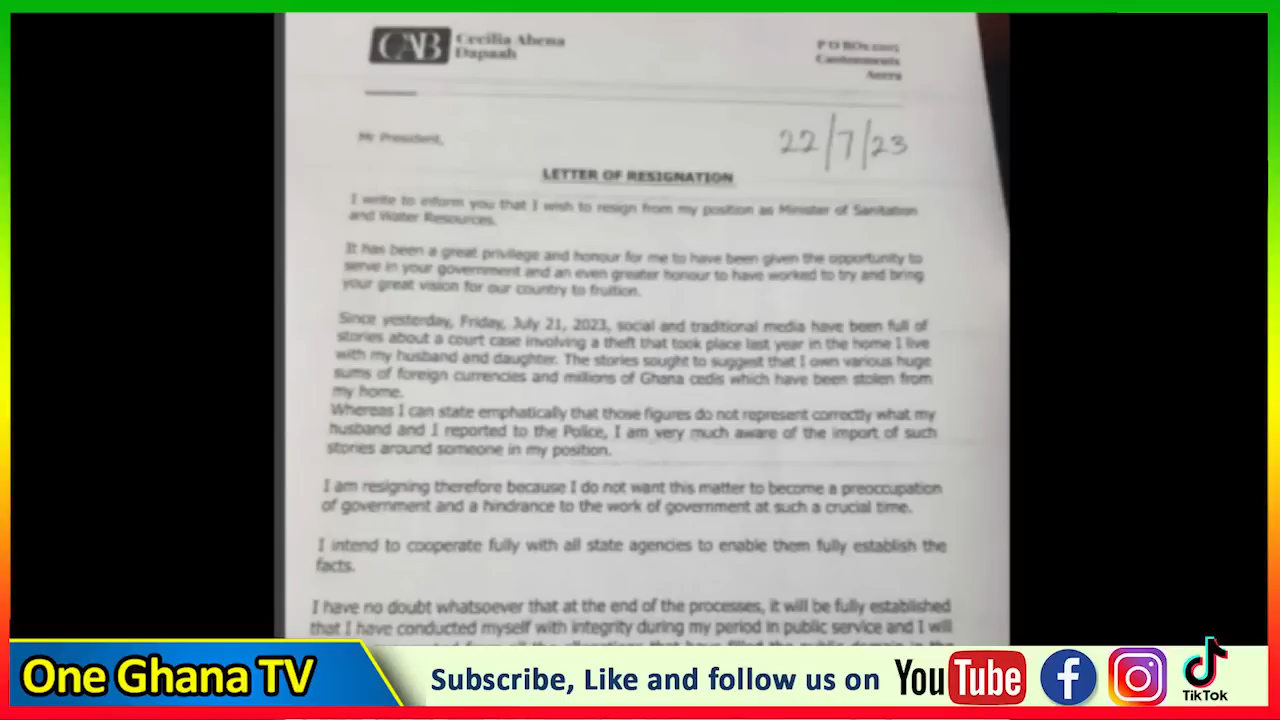 CAB Cecilia Abena
Dapaah
P O BOx
Cantonments
Accra
Mr President,
22/7/23
LETTER OF RESIGNATION
I write to inform you that I wish to resign from my position as Minister of Sanitation
and Water Resources.
It has been a great privilege and honour for me to have been given the opportunity to
serve in your government and an even greater honour to have worked to try and bring
your great vision for our country to fruition.
Since yesterday, Friday, July 21, 2023, social and traditional media have been full of
stories about a court case involving a theft that took place last year in the home I live
with my husband and daughter. The stories sought to suggest that I own various huge
sums of foreign currencies and millions of Ghana cedis which have been stolen from
my home.
Whereas I can state emphatically that those figures do not represent correctly what my
husband and I reported to the Police, I am very much aware of the import of such
stories around someone in my position.
I am resigning therefore because I do not want this matter to become a preoccupation
of government and a hindrance to the work of government at such a crucial time.
I intend to cooperate fully with all state agencies to enable them fully establish the
facts.
I have no doubt whatsoever that at the end of the processes, it will be fully established
that I have conducted myself with integrity during my period in public service and I will
One Ghana TV
Subscribe, Like and follow us on YouTube
TikTok